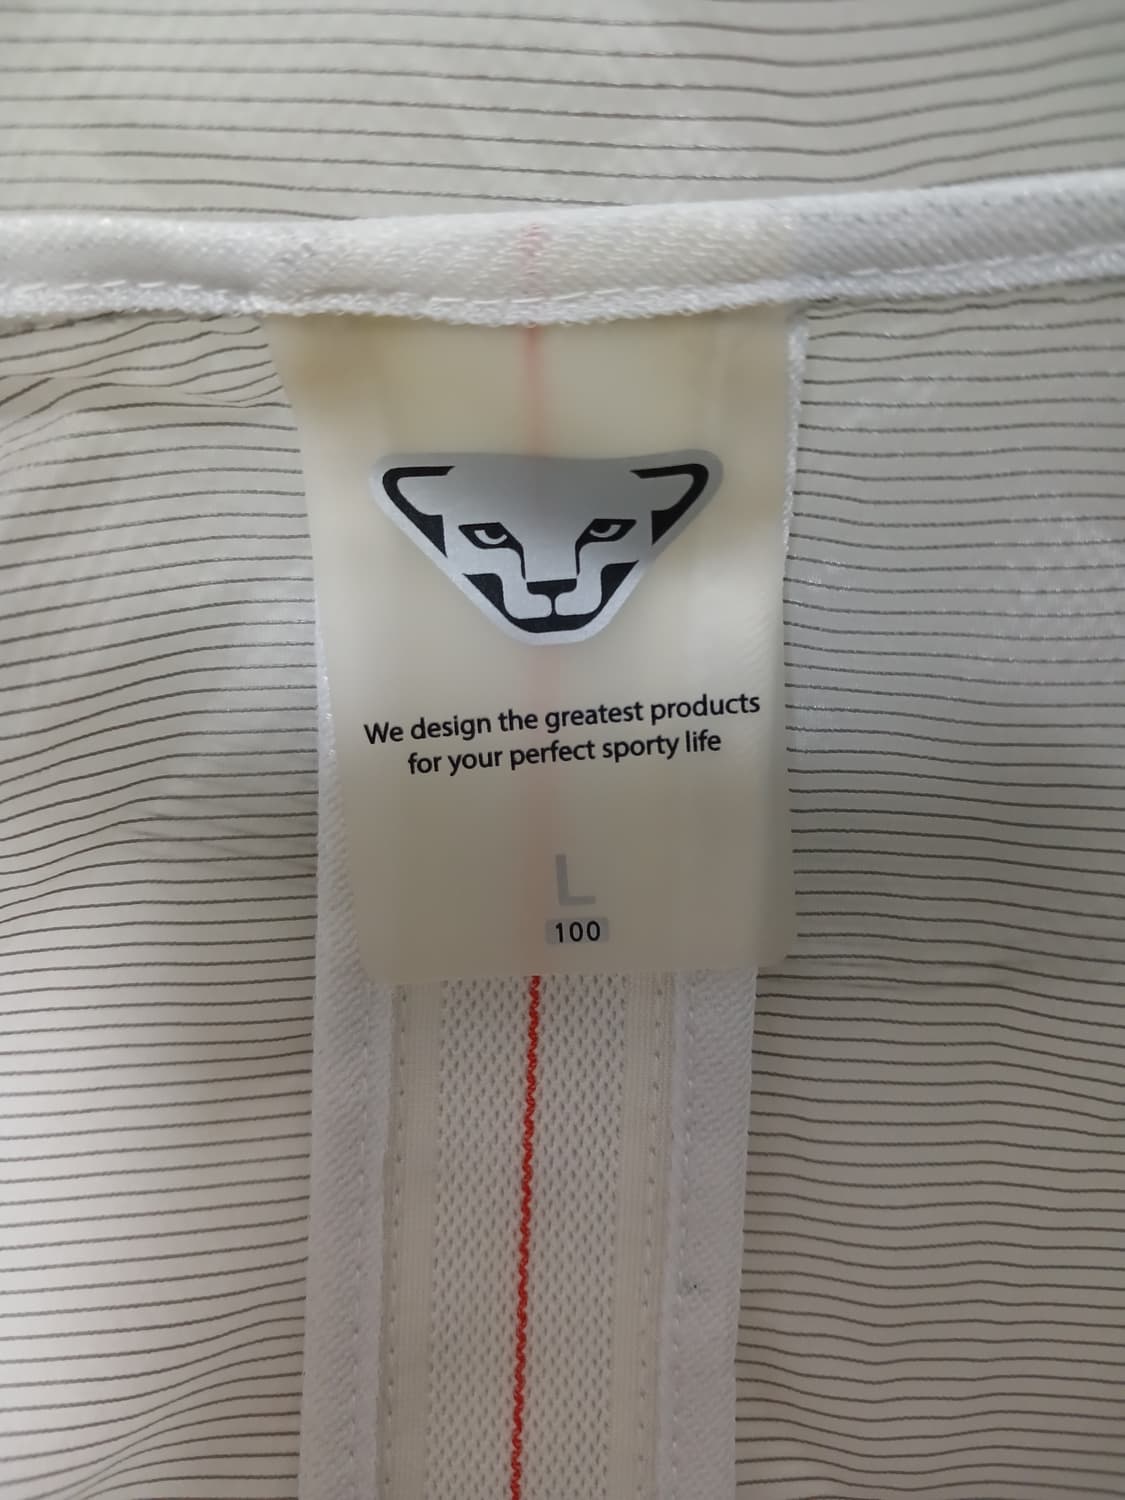 We design the greatest products
for your perfect sporty life
L
100